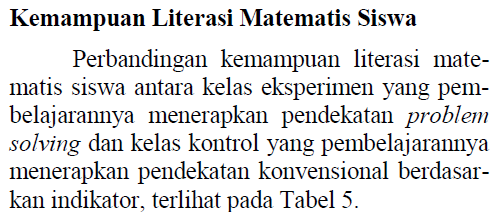 Kemampuan Literasi Matematis Siswa
Perbandingan kemampuan literasi mate-
matis siswa antara kelas eksperimen yang pem-
belajarannya menerapkan pendekatan problem
solving dan kelas kontrol yang pembelajarannya
menerapkan pendekatan konvensional berdasar-
kan indikator, terlihat pada Tabel 5.